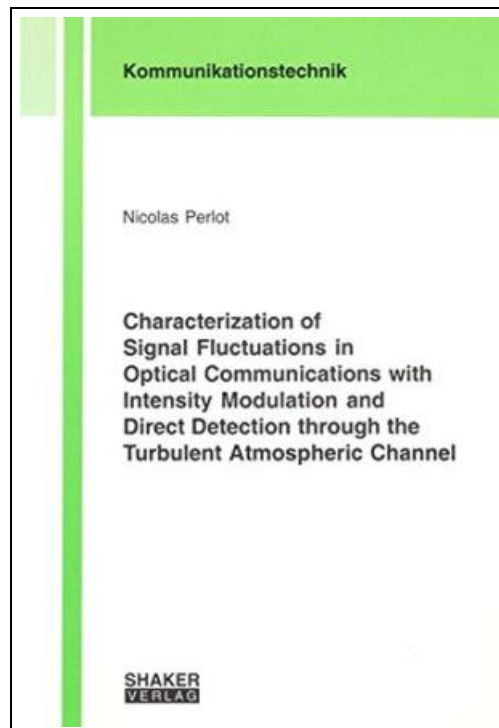 Kommunikationstechnik
Nicolas Perlot
Characterization of
Signal Fluctuations in
Optical Communications with
Intensity Modulation and
Direct Detection through the
Turbulent Atmospheric Channel
SHAKER
VERLAG